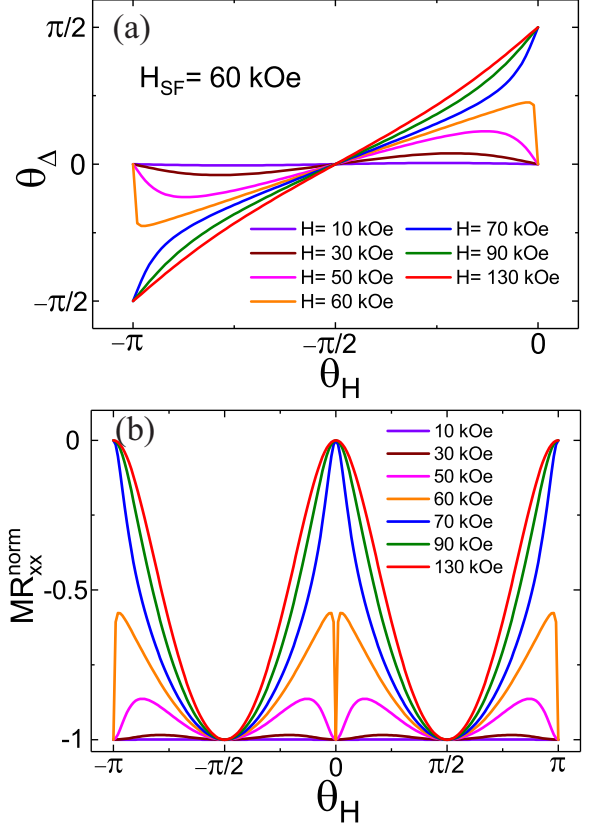 (a)
π/2
H_SF= 60 kOe
θ_Δ
0
H= 10 kOe H= 70 kOe
H= 30 kOe H= 90 kOe
H= 50 kOe H= 130 kOe
H= 60 kOe
−π/2
−π −π/2 0
θ_H
(b)
0
10 kOe
30 kOe
50 kOe
60 kOe
70 kOe
90 kOe
130 kOe
MR_xx^norm
-0.5
-1
−π −π/2 0 π/2 π
θ_H